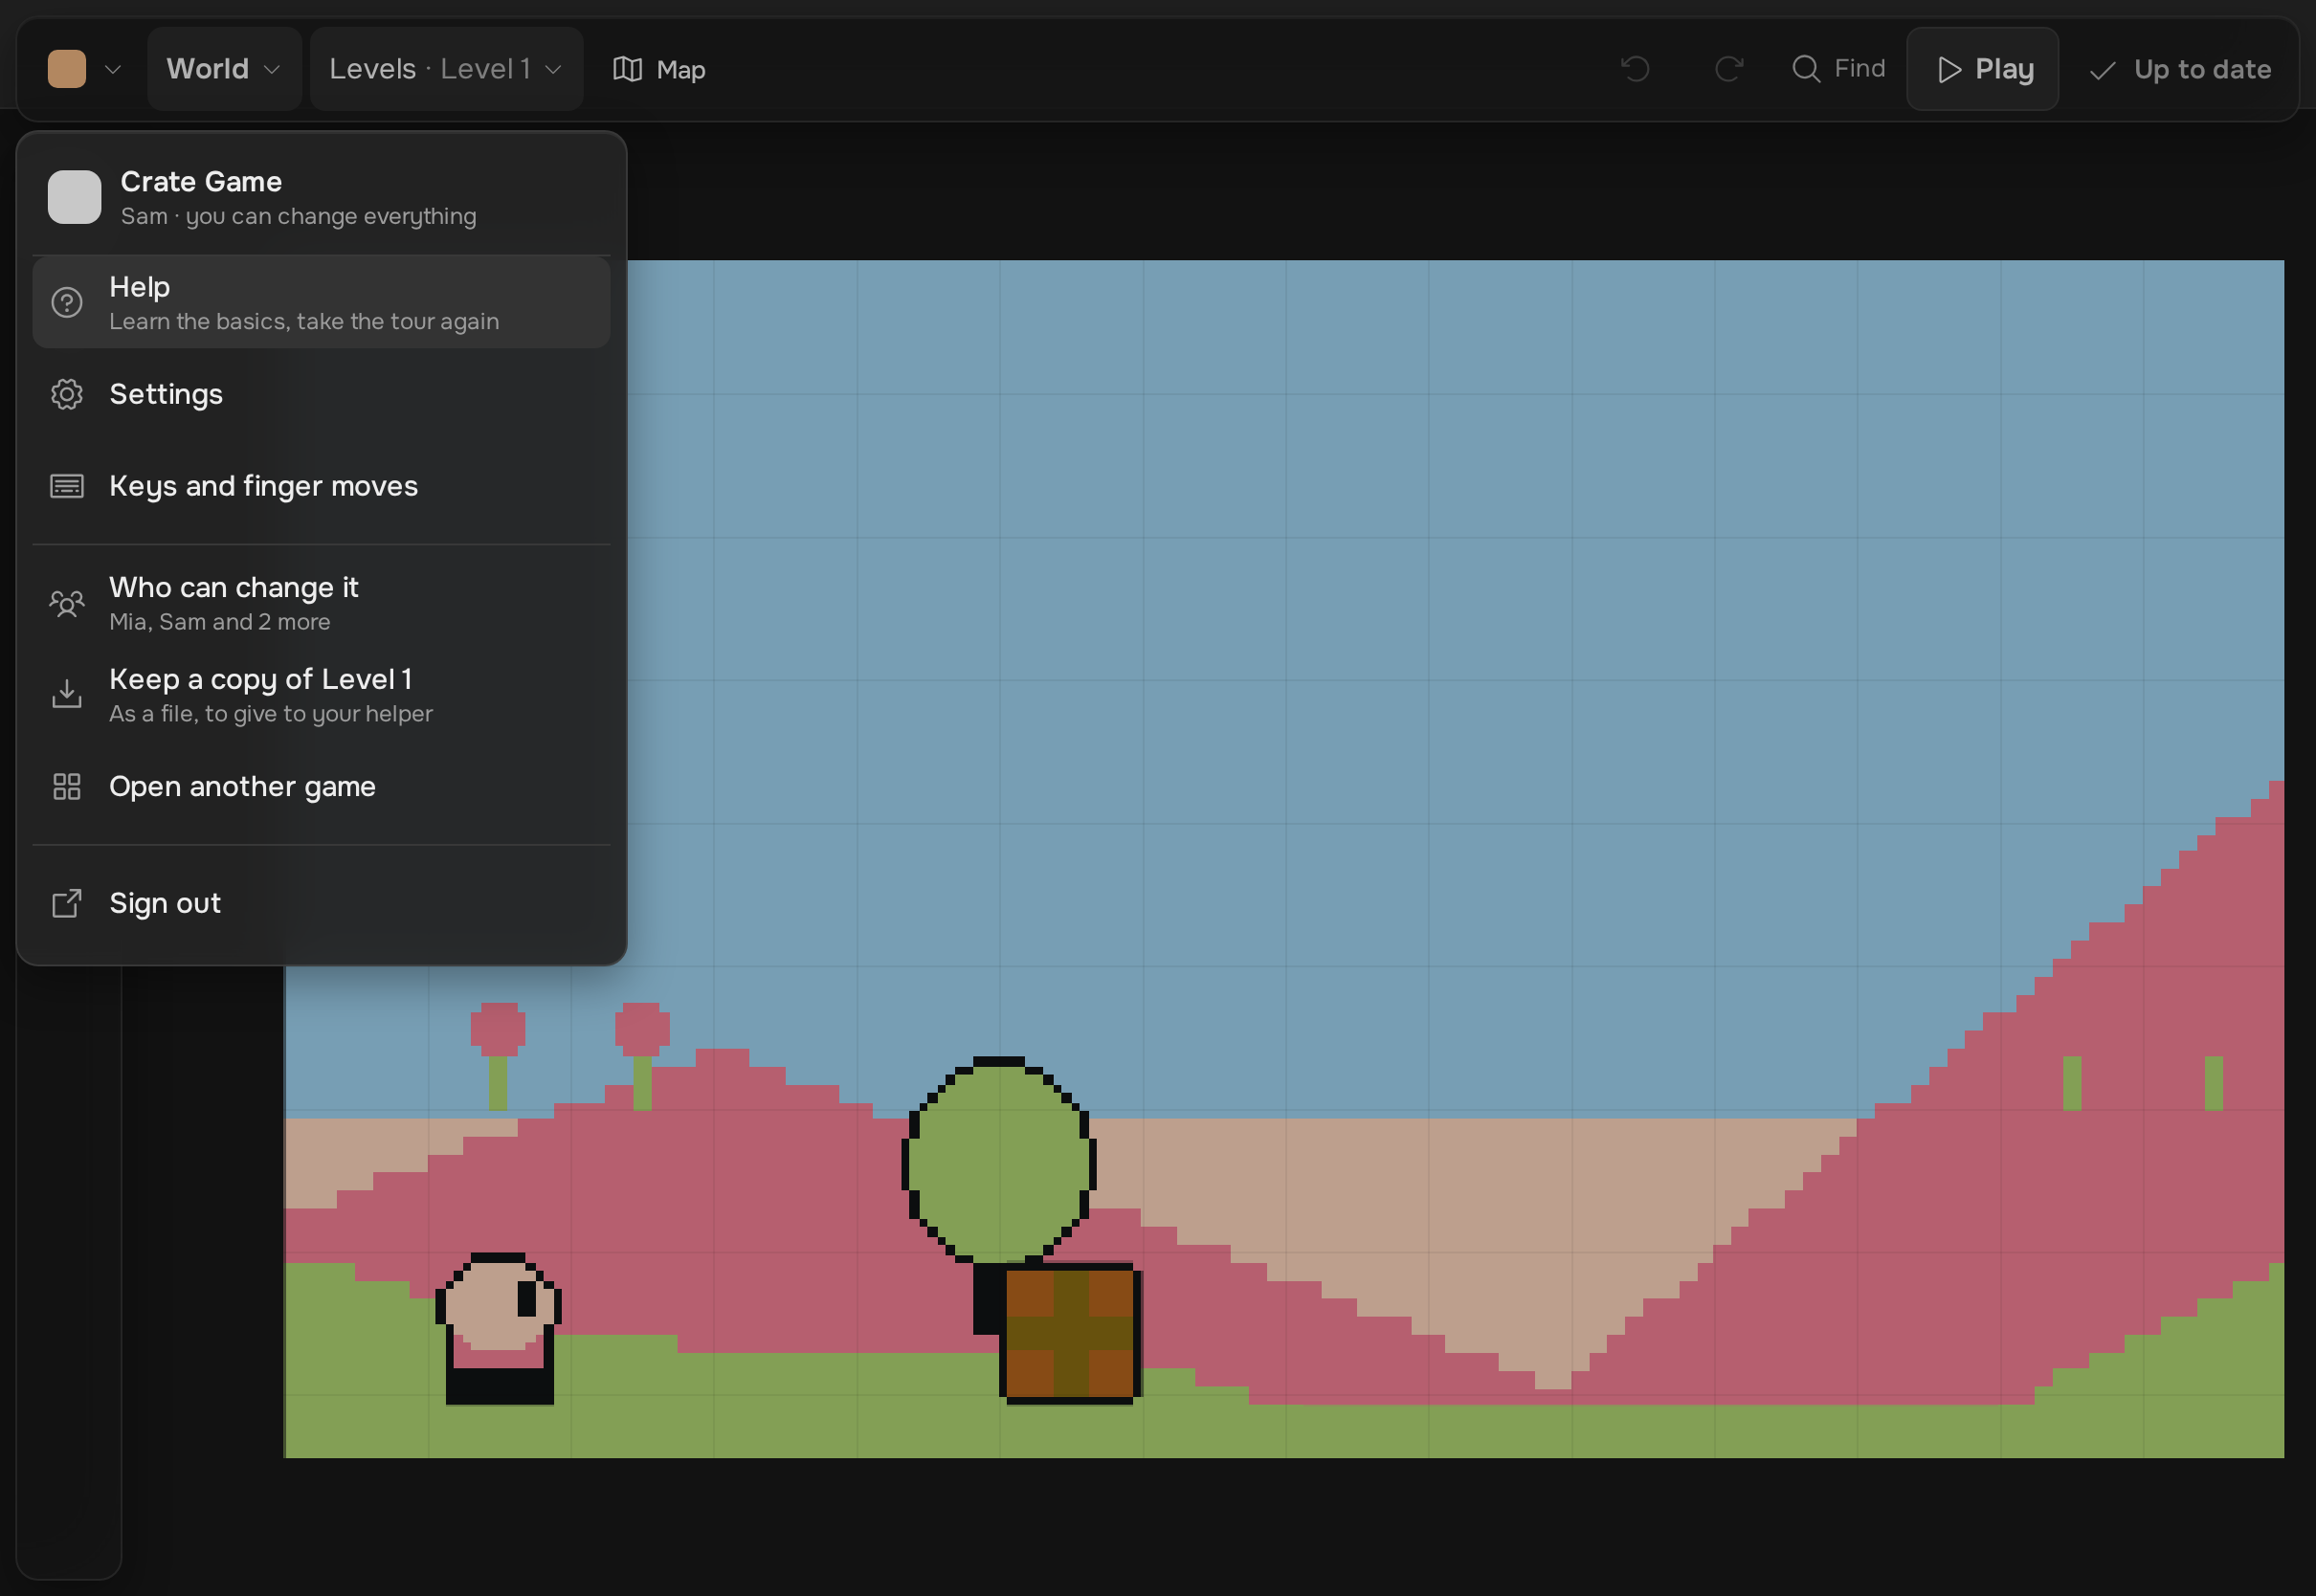 World
Levels · Level 1
Map
Find
Play
Up to date
Crate Game
Sam · you can change everything
Help
Learn the basics, take the tour again
Settings
Keys and finger moves
Who can change it
Mia, Sam and 2 more
Keep a copy of Level 1
As a file, to give to your helper
Open another game
Sign out